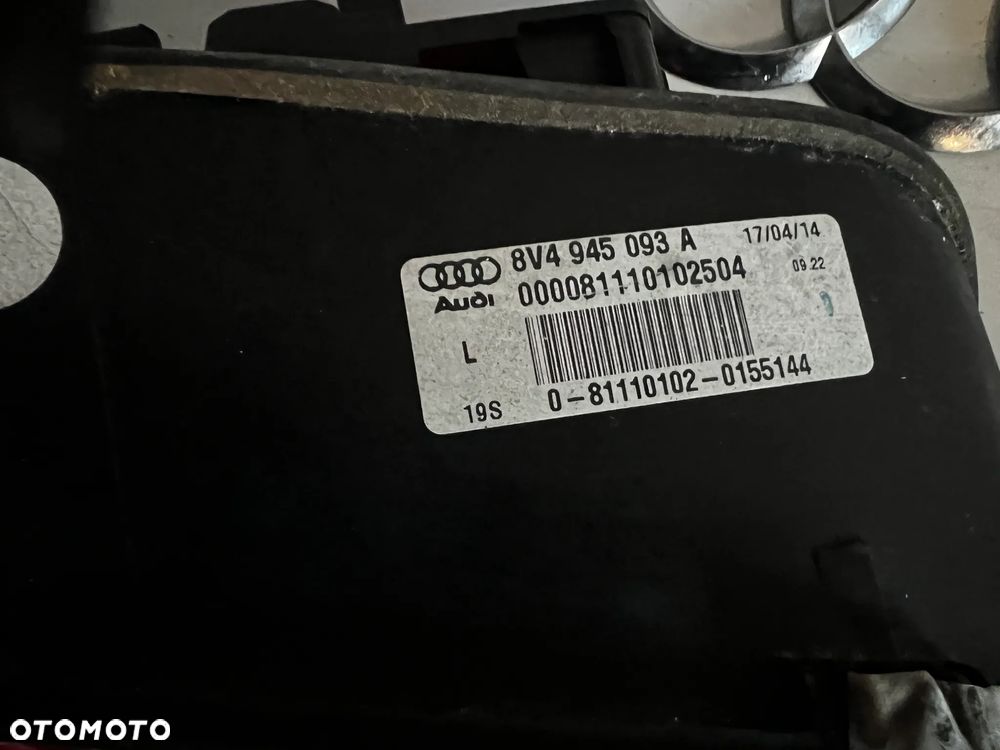 8V4 945 093 A 17/04/14
Audi 000081110102504 09.22
L
19S 0-81110102-0155144
OTOMOTO